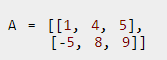 A = [[1, 4, 5],
[-5, 8, 9]]